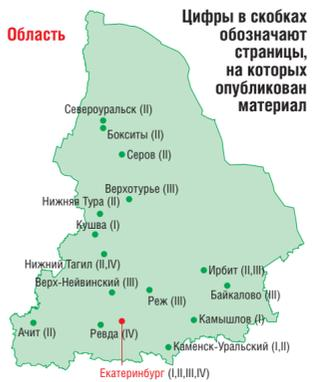 Область
Цифры в скобках
обозначают
страницы,
на которых
опубликован
материал
Североуральск (II)
Бокситы (II)
Серов (II)
Верхотурье (III)
Нижняя Тура (II)
Кушва (I)
Нижний Тагил (II,IV)
Ирбит (II,III)
Верх-Нейвинский (III)
Байкалово (III)
Реж (III)
Камышлов (I)
Ачит (II)
Ревда (IV)
Каменск-Уральский (I,II)
Екатеринбург (I,II,III,IV)